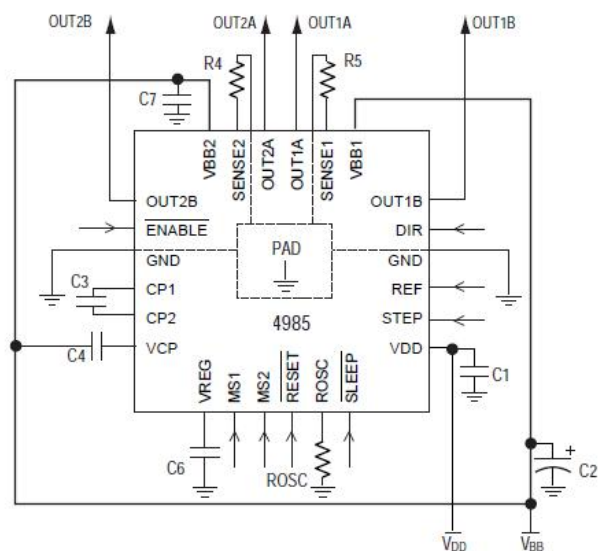 OUT2B
OUT2A
OUT1A
OUT1B
R4
R5
C7
VBB2
SENSE2
OUT2A
OUT1A
SENSE1
VBB1
OUT2B
OUT1B
ENABLE
DIR
GND
PAD
GND
C3
CP1
REF
CP2
4985
STEP
C4
VCP
VDD
C1
VREG
MS1
MS2
RESET
ROSC
SLEEP
C6
ROSC
+
C2
VDD
VBB